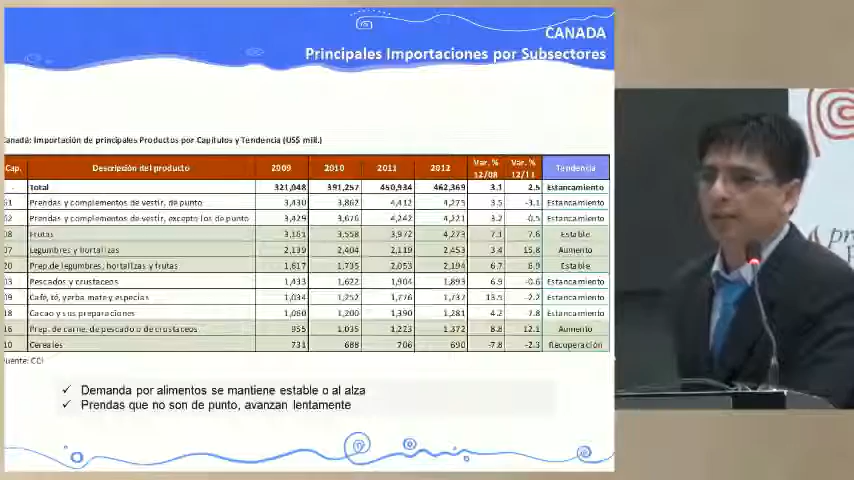 CANADA
Principales Importaciones por Subsectores
Canadá: Importación de principales Productos por Capítulos y Tendencia (US$ mill.)
Cap. Descripción del producto 2009 2010 2011 2012 Var. % 12/08 Var. % 12/11 Tendencia
Total 321,048 391,257 450,934 462,369 3.1 2.5 Estancamiento
61 Prendas y complementos de vestir, de punto 3,430 3,862 4,412 4,275 3.5 -3.1 Estancamiento
62 Prendas y complementos de vestir, excepto los de punto 3,429 3,676 4,242 4,221 3.2 -0.5 Estancamiento
08 Frutas 3,161 3,558 3,972 4,273 7.1 7.6 Estable
07 Legumbres y hortalizas 2,139 2,404 2,119 2,453 3.4 15.8 Aumento
20 Prep.de legumbres, hortalizas y frutas 1,617 1,735 2,053 2,194 6.7 6.9 Estable
03 Pescados y crustaceos 1,433 1,622 1,904 1,893 6.9 -0.6 Estancamiento
09 Café, té, yerba mate y especias 1,034 1,252 1,776 1,737 13.5 -2.2 Estancamiento
18 Cacao y sus preparaciones 1,060 1,200 1,390 1,281 4.2 -7.8 Estancamiento
16 Prep. de carne, de pescado o de crustaceos 955 1,035 1,223 1,372 8.8 12.1 Aumento
10 Cereales 731 688 706 690 -7.8 -2.3 Recuperación
Fuente: CCI
✓ Demanda por alimentos se mantiene estable o al alza
✓ Prendas que no son de punto, avanzan lentamente